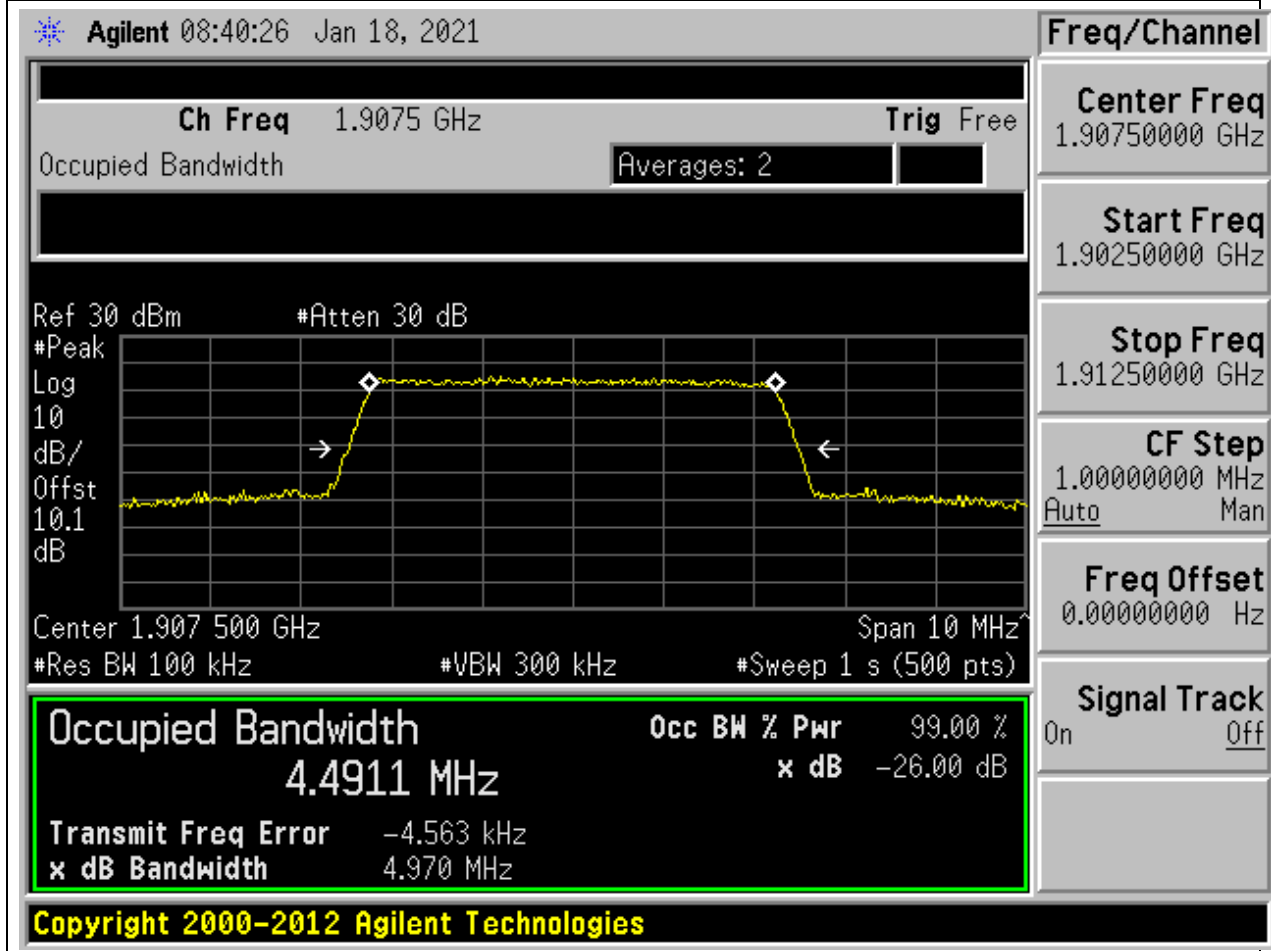 Agilent 08:40:26 Jan 18, 2021
Freq/Channel
Ch Freq 1.9075 GHz Trig Free
Occupied Bandwidth Averages: 2
Center Freq
1.90750000 GHz
Start Freq
1.90250000 GHz
Stop Freq
1.91250000 GHz
CF Step
1.00000000 MHz
Auto Man
Freq Offset
0.00000000 Hz
Signal Track
On Off
Ref 30 dBm #Atten 30 dB
#Peak
Log
10
dB/
Offst
10.1
dB
Center 1.907 500 GHz Span 10 MHz^
#Res BW 100 kHz #VBW 300 kHz #Sweep 1 s (500 pts)
Occupied Bandwidth Occ BW % Pwr 99.00 %
4.4911 MHz x dB -26.00 dB
Transmit Freq Error -4.563 kHz
x dB Bandwidth 4.970 MHz
Copyright 2000-2012 Agilent Technologies